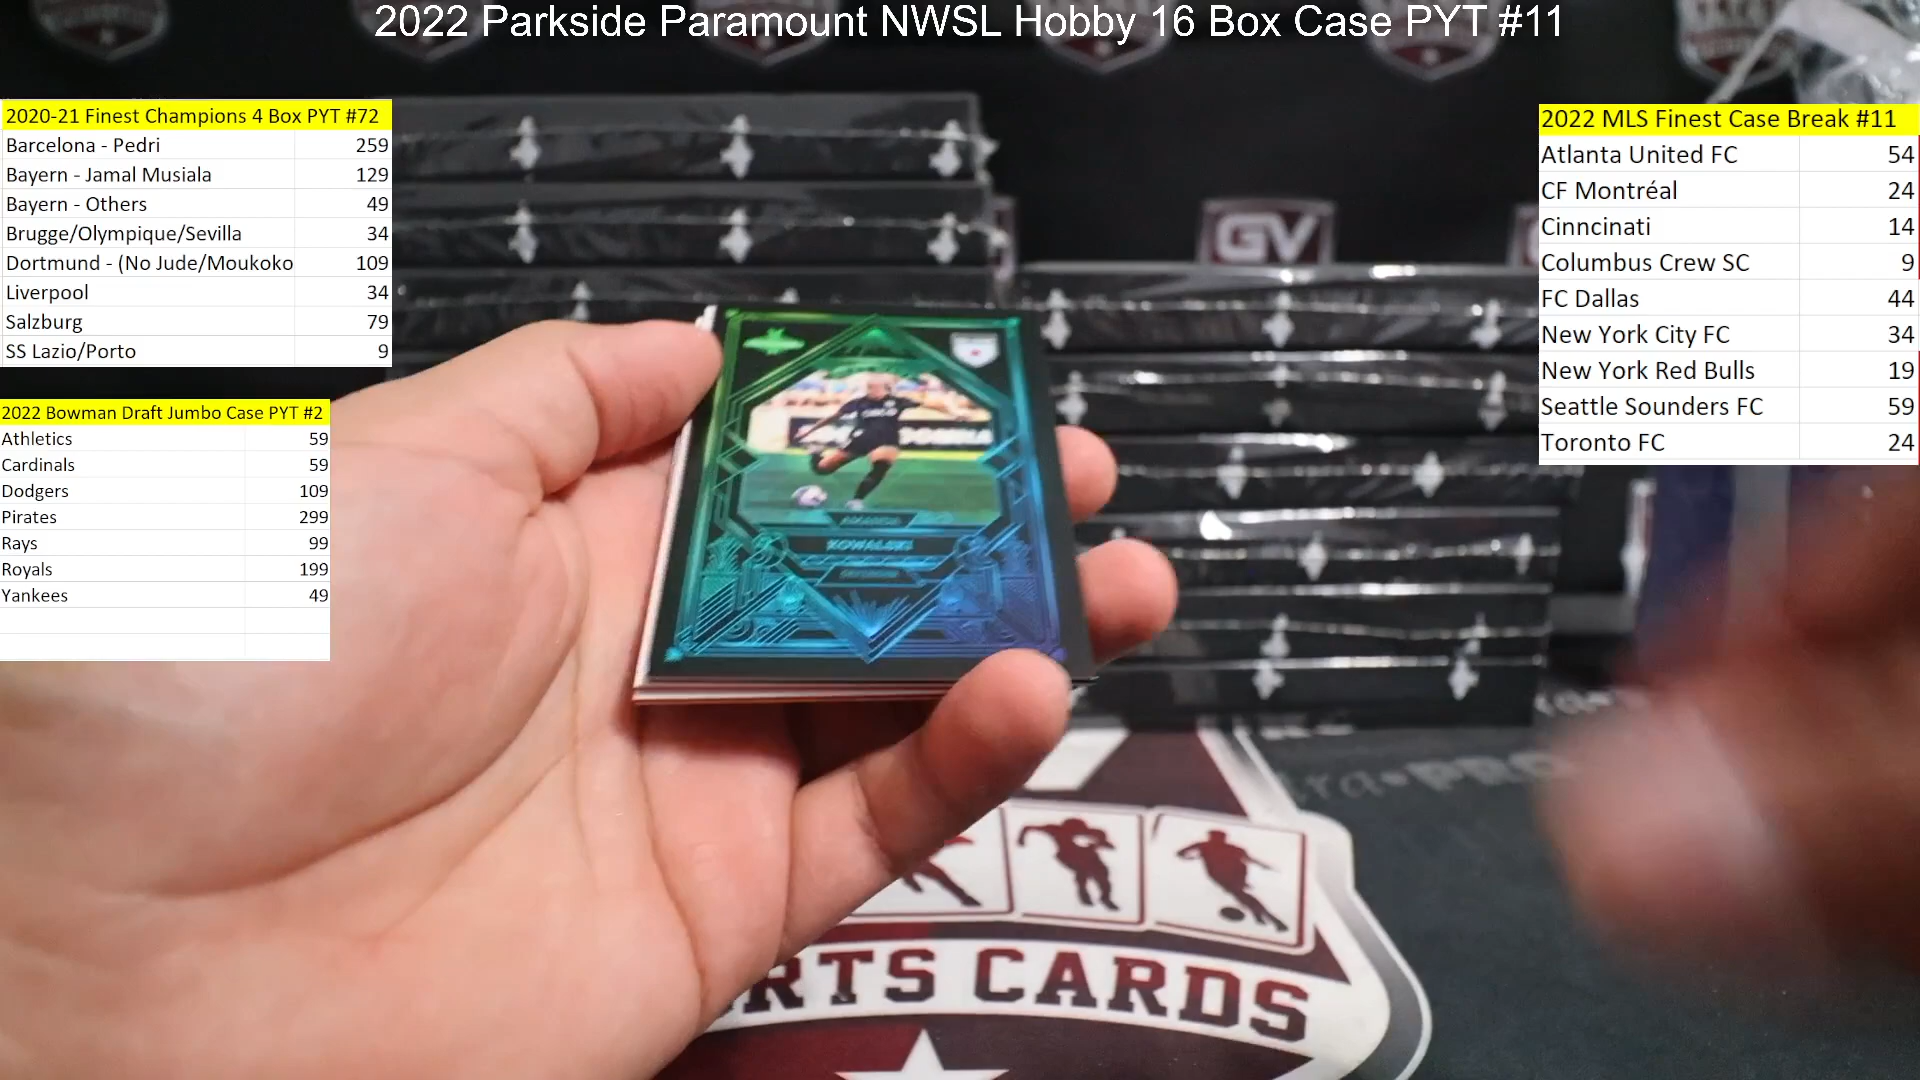 2022 Parkside Paramount NWSL Hobby 16 Box Case PYT #11
2020-21 Finest Champions 4 Box PYT #72
Barcelona - Pedri 259
Bayern - Jamal Musiala 129
Bayern - Others 49
Brugge/Olympique/Sevilla 34
Dortmund - (No Jude/Moukoko 109
Liverpool 34
Salzburg 79
SS Lazio/Porto 9
2022 Bowman Draft Jumbo Case PYT #2
Athletics 59
Cardinals 59
Dodgers 109
Pirates 299
Rays 99
Royals 199
Yankees 49
2022 MLS Finest Case Break #11
Atlanta United FC 54
CF Montréal 24
Cinncinati 14
Columbus Crew SC 9
FC Dallas 44
New York City FC 34
New York Red Bulls 19
Seattle Sounders FC 59
Toronto FC 24
GV
AMANDA
KOWALSKI
RTS CARDS